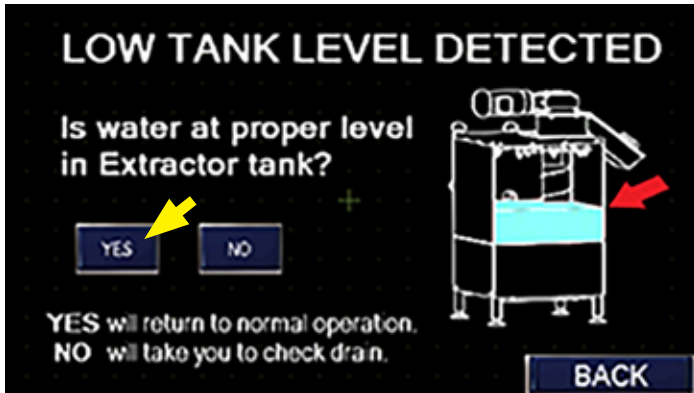 LOW TANK LEVEL DETECTED
Is water at proper level
in Extractor tank?
YES NO
YES will return to normal operation.
NO will take you to check drain.
BACK